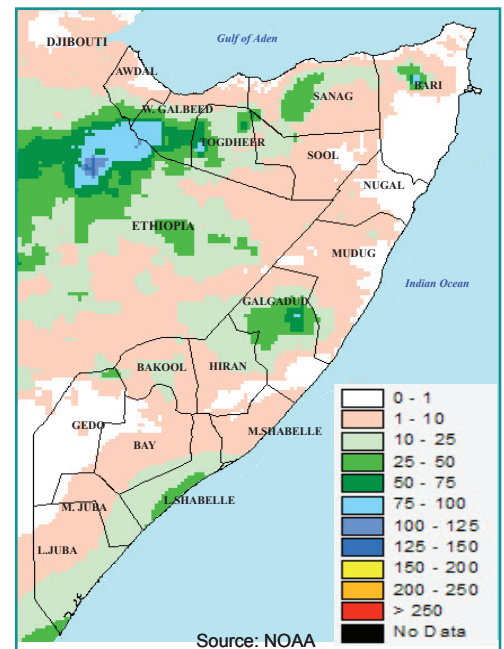 Gulf of Aden
DJIBOUTI
AWDAL
SANAG
BARI
W. GALBEED
TOGDHEER
SOOL
NUGAL
ETHIOPIA
MUDUG
Indian Ocean
GALGADUD
BAKOOL
HIRAN
GEDO
M.SHABELLE
BAY
L.SHABELLE
M. JUBA
L.JUBA
0 - 1
1 - 10
10 - 25
25 - 50
50 - 75
75 - 100
100 - 125
125 - 150
150 - 200
200 - 250
> 250
No Data
Source: NOAA